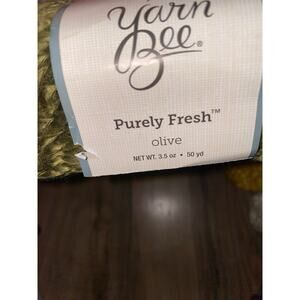 Yarn
Bee®
Purely Fresh™
olive
NET WT. 3.5 oz • 50 yd